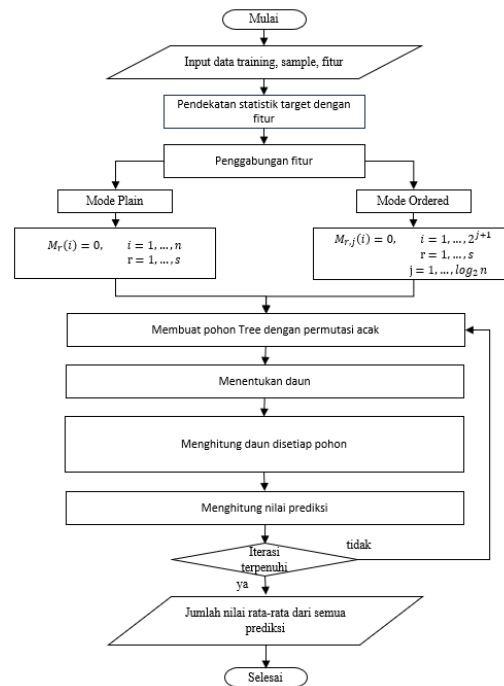 Mulai
Input data training, sample, fitur
Pendekatan statistik target dengan
fitur
Penggabungan fitur
Mode Plain
Mode Ordered
M_r(i) = 0, i = 1, ..., n
r = 1, ..., s
M_{r,j}(i) = 0, i = 1, ..., 2^{j+1}
r = 1, ..., s
j = 1, ..., log_2 n
Membuat pohon Tree dengan permutasi acak
Menentukan daun
Menghitung daun disetiap pohon
Menghitung nilai prediksi
Iterasi
terpenuhi
tidak
ya
Jumlah nilai rata-rata dari semua
prediksi
Selesai